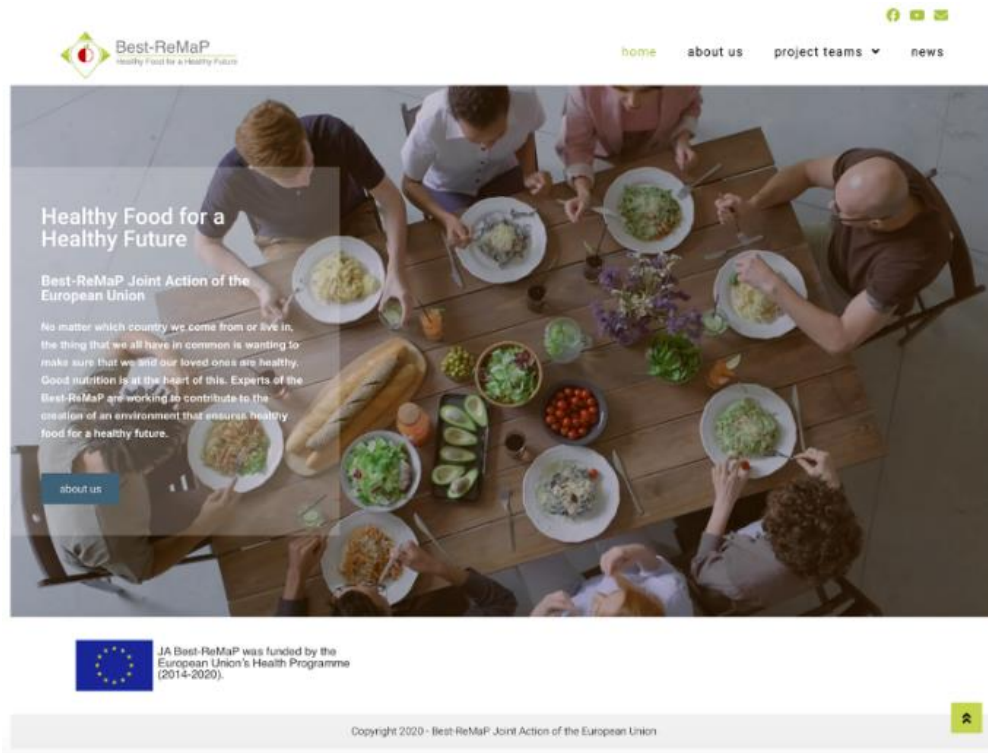 Best-ReMaP
Healthy Food for a Healthy Future
home
about us
project teams
news
Healthy Food for a
Healthy Future
Best-ReMaP Joint Action of the
European Union
No matter which country we come from or live in,
the thing that we all have in common is wanting to
make sure that we and our loved ones are healthy.
Good nutrition is at the heart of this. Experts of the
Best-ReMaP are working to contribute to the
creation of an environment that ensures healthy
food for a healthy future.
about us
JA Best-ReMaP was funded by the
European Union's Health Programme
(2014-2020).
Copyright 2020 - Best-ReMaP Joint Action of the European Union